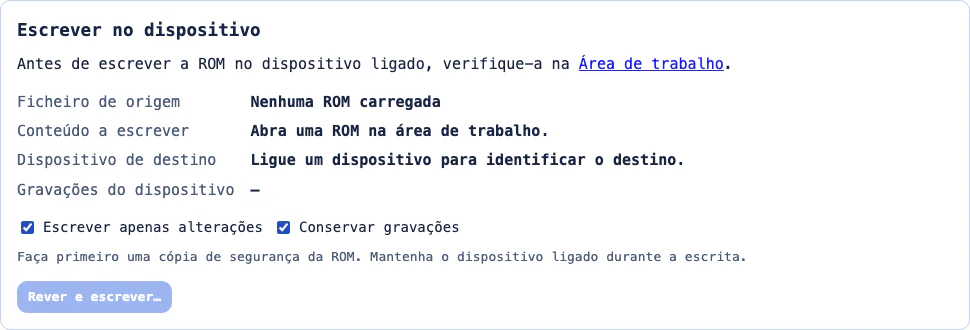 Escrever no dispositivo
Antes de escrever a ROM no dispositivo ligado, verifique-a na Área de trabalho.
Ficheiro de origem Nenhuma ROM carregada
Conteúdo a escrever Abra uma ROM na área de trabalho.
Dispositivo de destino Ligue um dispositivo para identificar o destino.
Gravações do dispositivo —
Escrever apenas alterações Conservar gravações
Faça primeiro uma cópia de segurança da ROM. Mantenha o dispositivo ligado durante a escrita.
Rever e escrever…